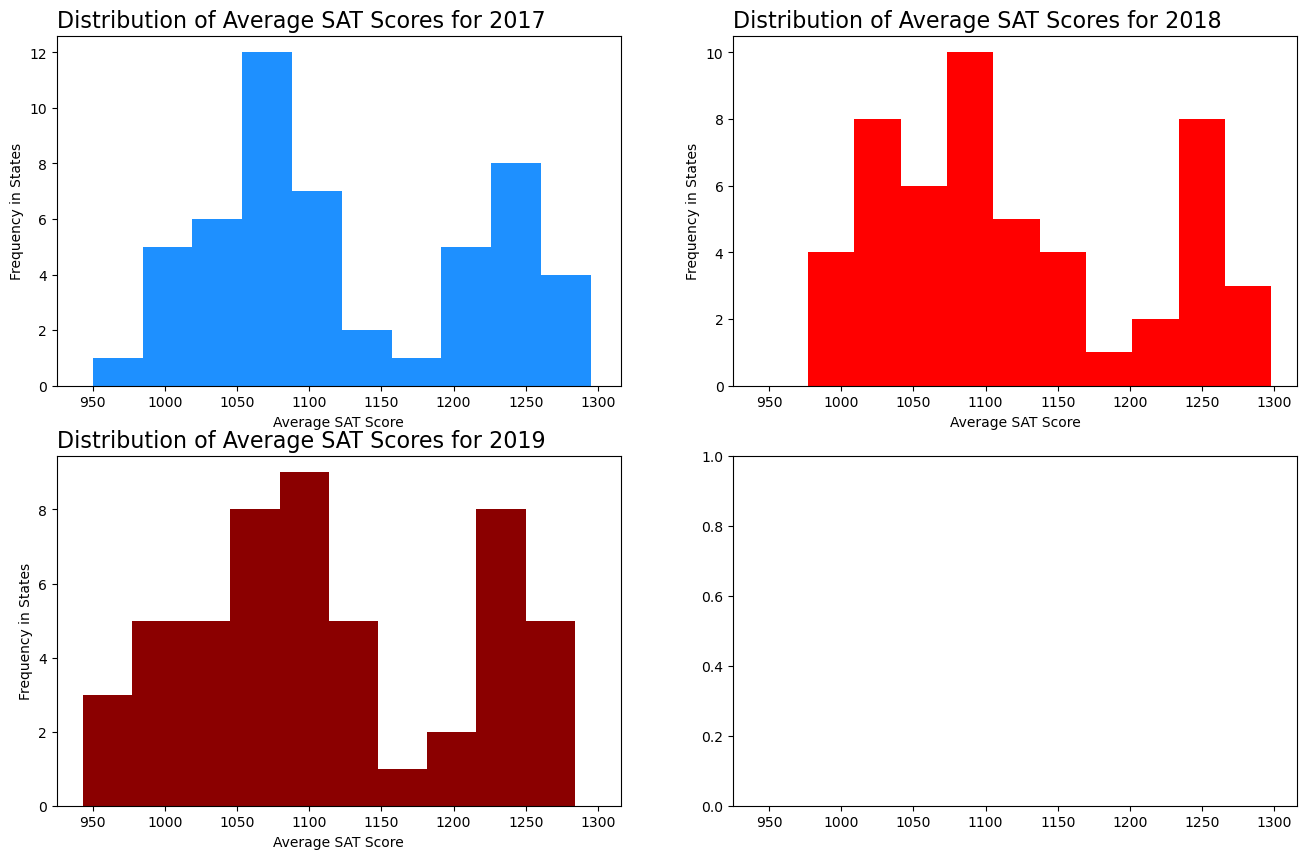 Distribution of Average SAT Scores for 2017
Frequency in States
12
10
8
6
4
2
0
950 1000 1050 1100 1150 1200 1250 1300
Average SAT Score
Distribution of Average SAT Scores for 2018
Frequency in States
10
8
6
4
2
0
950 1000 1050 1100 1150 1200 1250 1300
Average SAT Score
Distribution of Average SAT Scores for 2019
Frequency in States
8
6
4
2
0
950 1000 1050 1100 1150 1200 1250 1300
Average SAT Score
1.0
0.8
0.6
0.4
0.2
0.0
950 1000 1050 1100 1150 1200 1250 1300